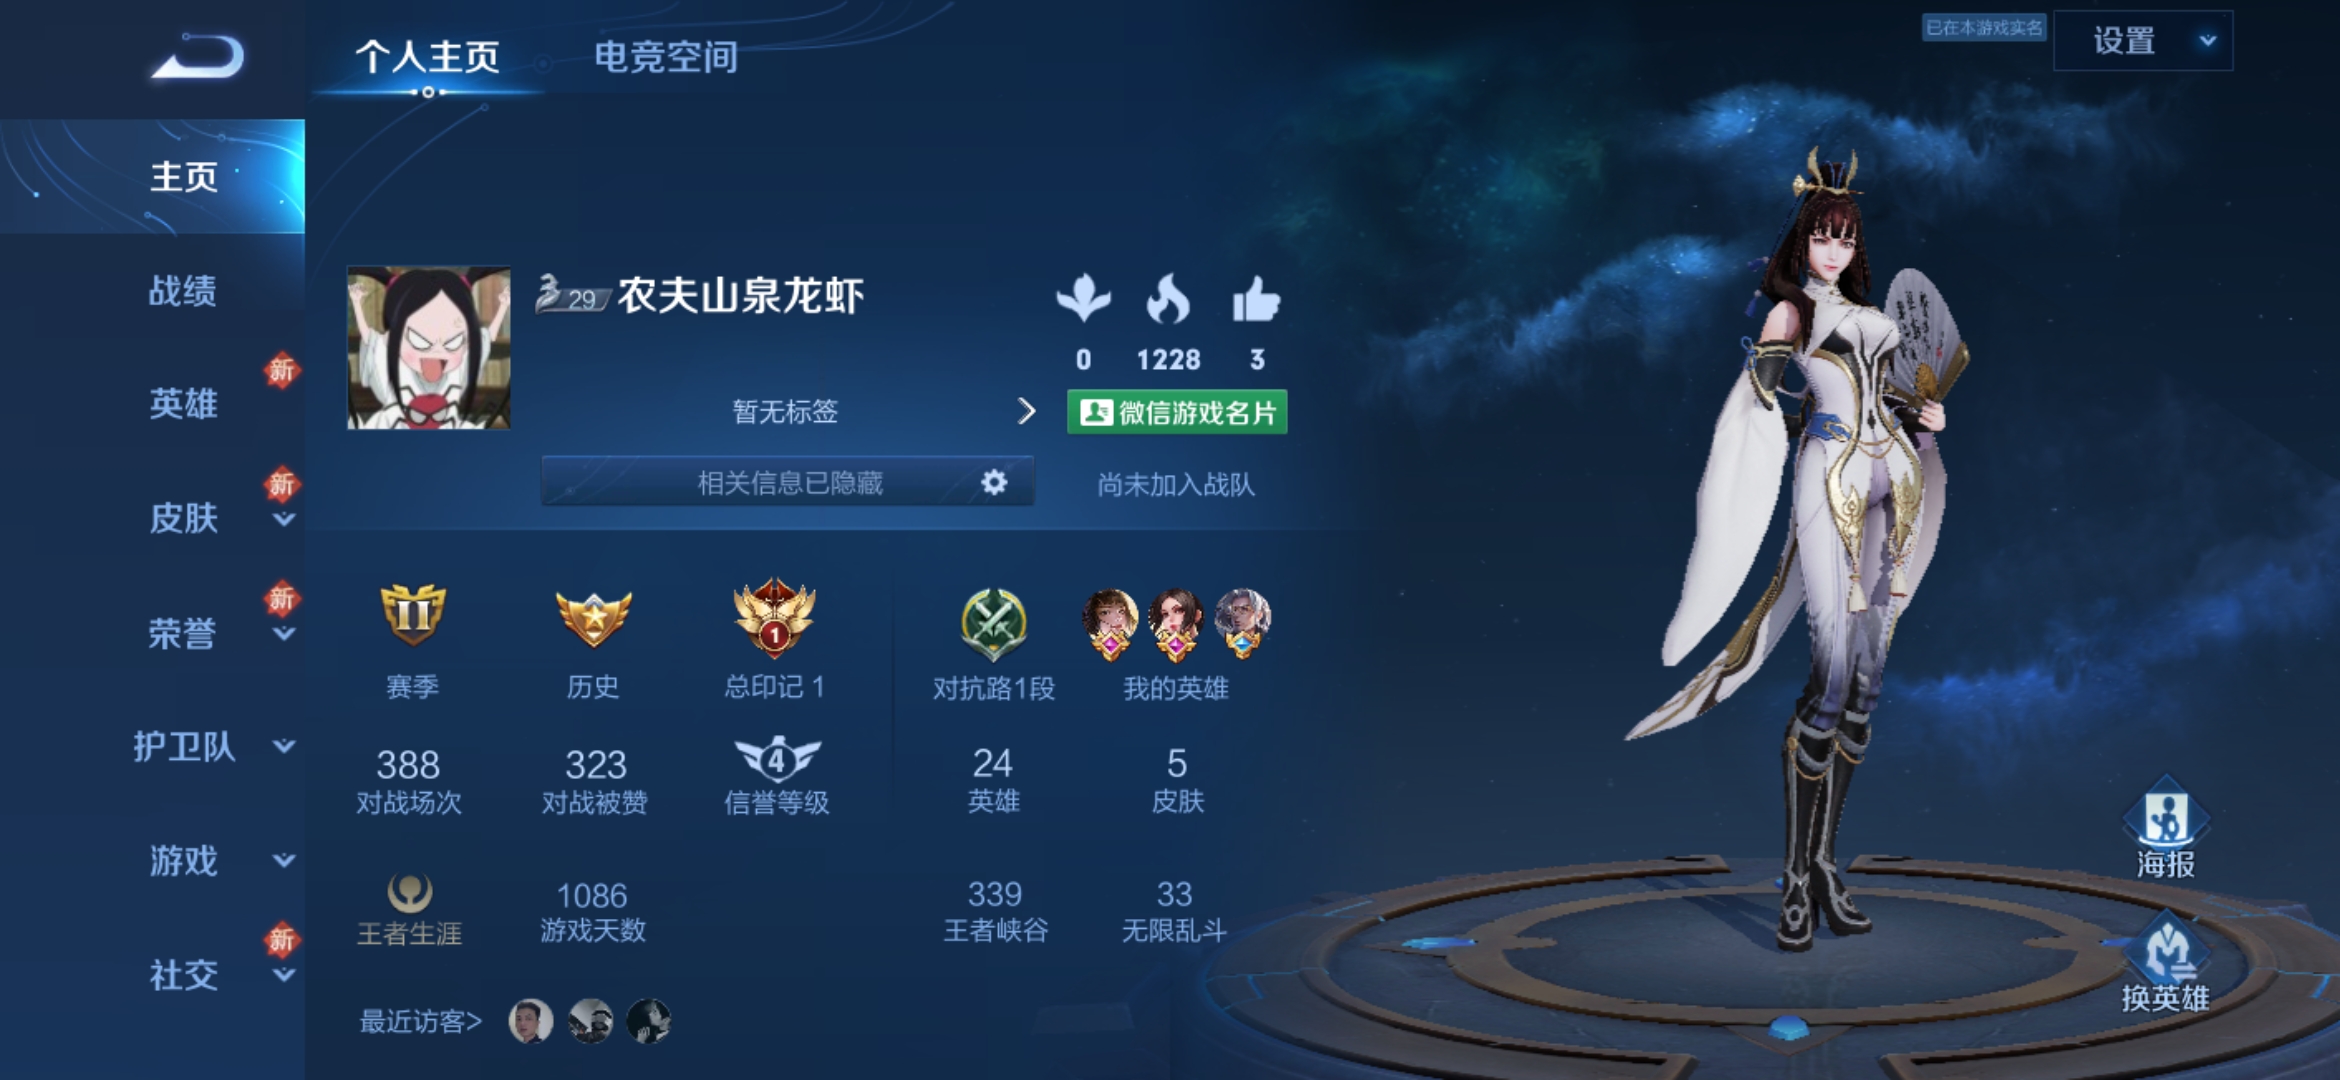 个人主页
电竞空间
已在本游戏实名
设置
主页
战绩
新
英雄
新
皮肤
新
荣誉
护卫队
游戏
新
社交
29
农夫山泉龙虾
0
1228
3
暂无标签
微信游戏名片
相关信息已隐藏
尚未加入战队
II
赛季
历史
1
总印记 1
对抗路1段
我的英雄
388
对战场次
323
对战被赞
4
信誉等级
24
英雄
5
皮肤
王者生涯
1086
游戏天数
339
王者峡谷
33
无限乱斗
最近访客>
海报
换英雄